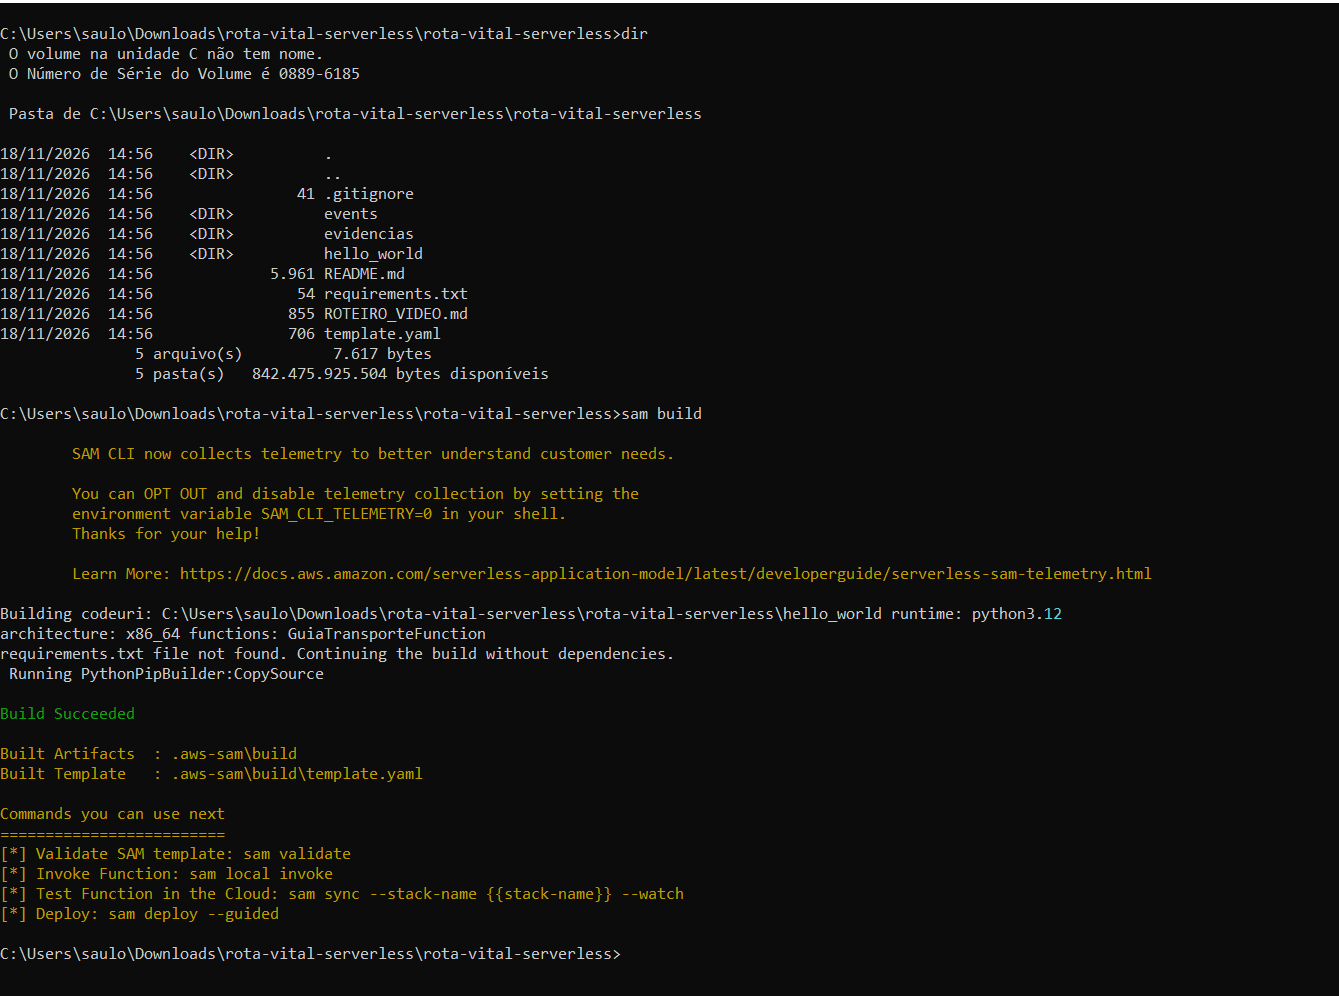 C:\Users\saulo\Downloads\rota-vital-serverless\rota-vital-serverless>dir
 O volume na unidade C não tem nome.
 O Número de Série do Volume é 0889-6185

 Pasta de C:\Users\saulo\Downloads\rota-vital-serverless\rota-vital-serverless

18/11/2026  14:56    <DIR>          .
18/11/2026  14:56    <DIR>          ..
18/11/2026  14:56                41 .gitignore
18/11/2026  14:56    <DIR>          events
18/11/2026  14:56    <DIR>          evidencias
18/11/2026  14:56    <DIR>          hello_world
18/11/2026  14:56             5.961 README.md
18/11/2026  14:56                54 requirements.txt
18/11/2026  14:56               855 ROTEIRO_VIDEO.md
18/11/2026  14:56               706 template.yaml
               5 arquivo(s)          7.617 bytes
               5 pasta(s)   842.475.925.504 bytes disponíveis

C:\Users\saulo\Downloads\rota-vital-serverless\rota-vital-serverless>sam build

        SAM CLI now collects telemetry to better understand customer needs.

        You can OPT OUT and disable telemetry collection by setting the
        environment variable SAM_CLI_TELEMETRY=0 in your shell.
        Thanks for your help!

        Learn More: https://docs.aws.amazon.com/serverless-application-model/latest/developerguide/serverless-sam-telemetry.html

Building codeuri: C:\Users\saulo\Downloads\rota-vital-serverless\rota-vital-serverless\hello_world runtime: python3.12
architecture: x86_64 functions: GuiaTransporteFunction
requirements.txt file not found. Continuing the build without dependencies.
 Running PythonPipBuilder:CopySource

Build Succeeded

Built Artifacts  : .aws-sam\build
Built Template   : .aws-sam\build\template.yaml

Commands you can use next
=========================
[*] Validate SAM template: sam validate
[*] Invoke Function: sam local invoke
[*] Test Function in the Cloud: sam sync --stack-name {{stack-name}} --watch
[*] Deploy: sam deploy --guided

C:\Users\saulo\Downloads\rota-vital-serverless\rota-vital-serverless>